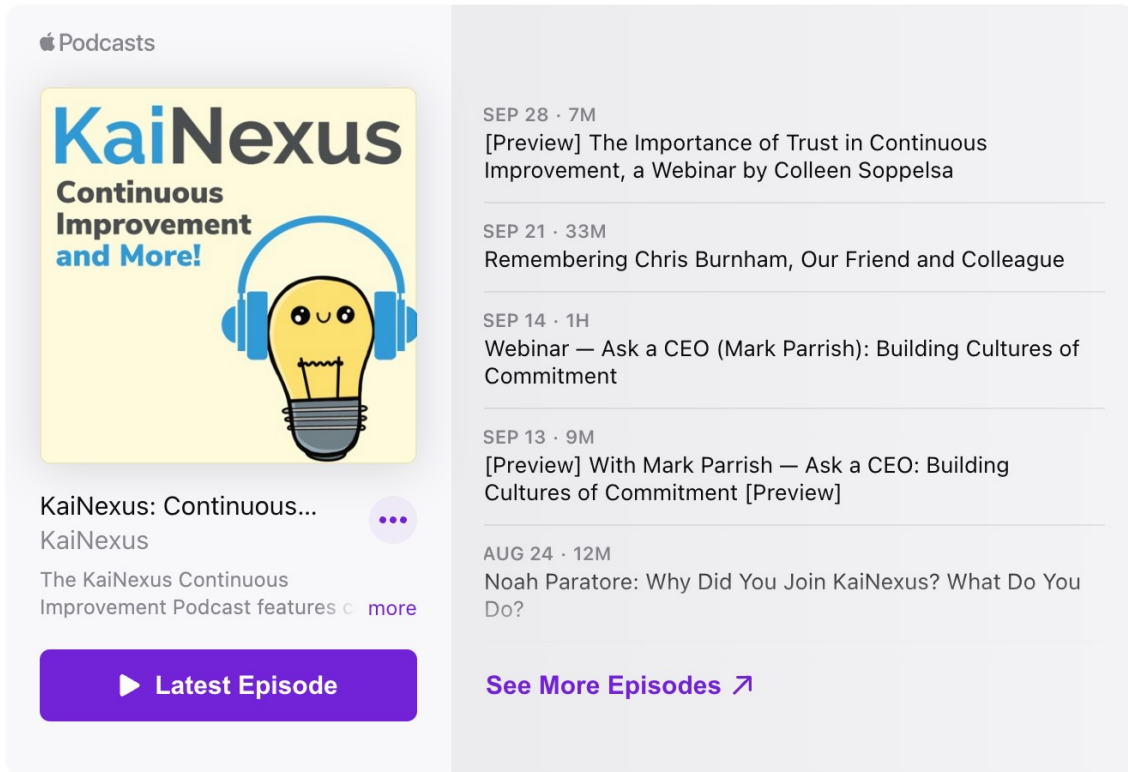 Podcasts
KaiNexus
Continuous
Improvement
and More!
KaiNexus: Continuous...
KaiNexus
The KaiNexus Continuous
Improvement Podcast features c more
Latest Episode
SEP 28 · 7M
[Preview] The Importance of Trust in Continuous
Improvement, a Webinar by Colleen Soppelsa
SEP 21 · 33M
Remembering Chris Burnham, Our Friend and Colleague
SEP 14 · 1H
Webinar — Ask a CEO (Mark Parrish): Building Cultures of
Commitment
SEP 13 · 9M
[Preview] With Mark Parrish — Ask a CEO: Building
Cultures of Commitment [Preview]
AUG 24 · 12M
Noah Paratore: Why Did You Join KaiNexus? What Do You
Do?
See More Episodes